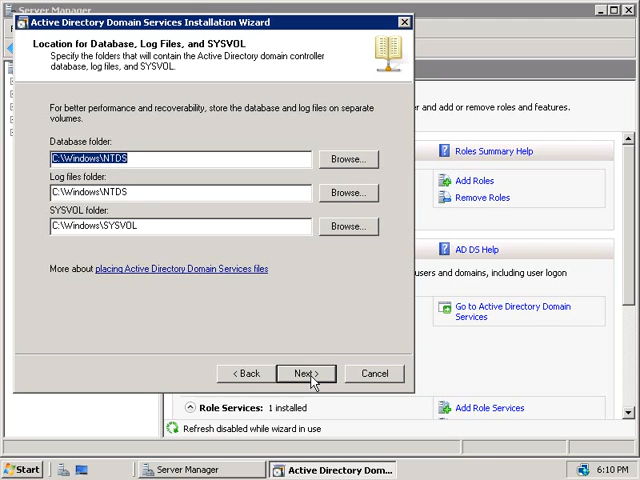 Server Manager
Active Directory Domain Services Installation Wizard
Location for Database, Log Files, and SYSVOL
Specify the folders that will contain the Active Directory domain controller
database, log files, and SYSVOL.
For better performance and recoverability, store the database and log files on separate
volumes.
Database folder:
C:\Windows\NTDS
Browse...
Log files folder:
C:\Windows\NTDS
Browse...
SYSVOL folder:
C:\Windows\SYSVOL
Browse...
More about placing Active Directory Domain Services files
< Back
Next >
Cancel
er and add or remove roles and features.
Roles Summary Help
Add Roles
Remove Roles
AD DS Help
users and domains, including user logon
Go to Active Directory Domain
Services
Role Services: 1 installed
Add Role Services
Refresh disabled while wizard in use
Start
Server Manager
Active Directory Dom...
6:10 PM